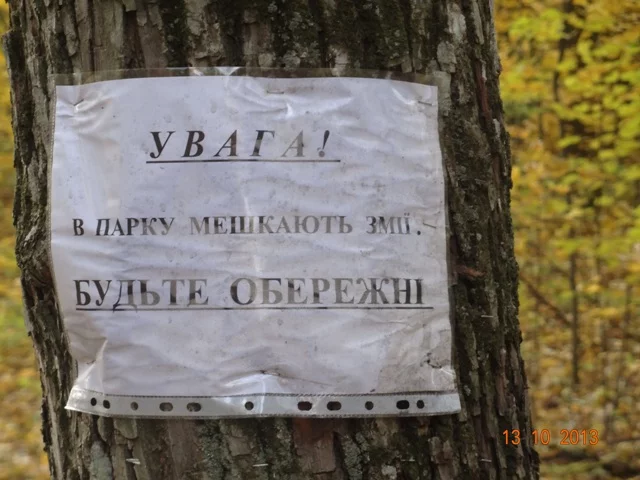 УВАГА!
В ПАРКУ МЕШКАЮТЬ ЗМІЇ.
БУДЬТЕ ОБЕРЕЖНІ
13 10 2013